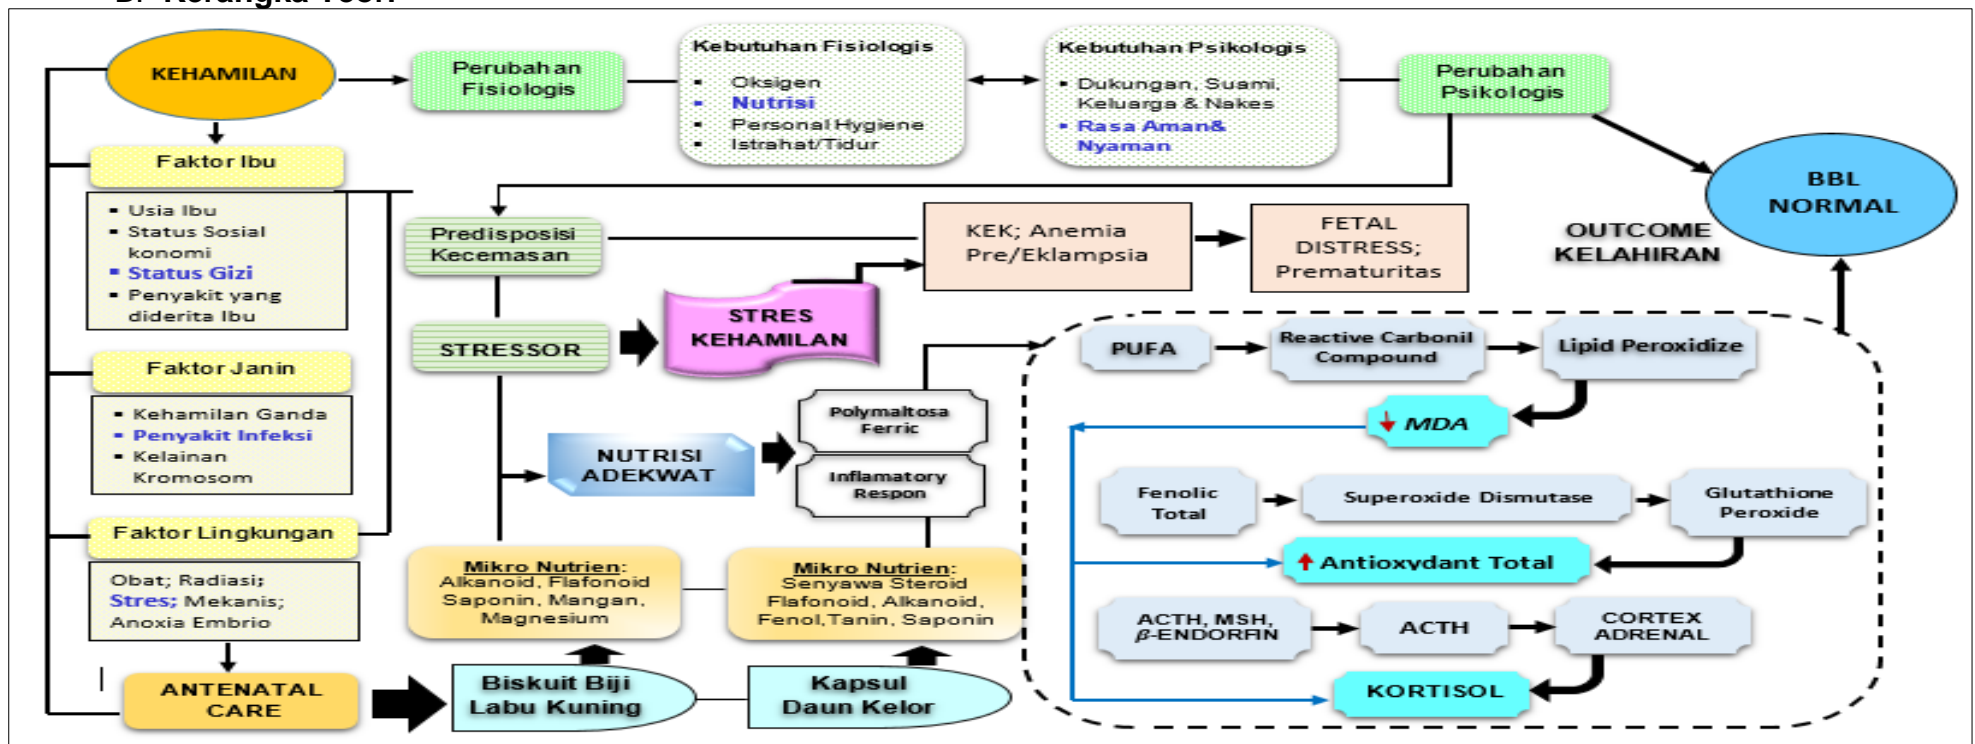 B. Kerangka Teori
KEHAMILAN
Perubahan
Fisiologis
Kebutuhan Fisiologis
▪ Oksigen
▪ Nutrisi
▪ Personal Hygiene
▪ Istrahat/Tidur
Kebutuhan Psikologis
▪ Dukungan, Suami,
Keluarga & Nakes
▪ Rasa Aman&
Nyaman
Perubahan
Psikologis
BBL
NORMAL
OUTCOME
KELAHIRAN
Faktor Ibu
▪ Usia Ibu
▪ Status Sosial
konomi
▪ Status Gizi
▪ Penyakit yang
diderita Ibu
Predisposisi
Kecemasan
KEK; Anemia
Pre/Eklampsia
FETAL
DISTRESS;
Prematuritas
STRESSOR
STRES
KEHAMILAN
Faktor Janin
▪ Kehamilan Ganda
▪ Penyakit Infeksi
▪ Kelainan
Kromosom
NUTRISI
ADEKWAT
Polymaltosa
Ferric
Inflamatory
Respon
PUFA
Reactive Carbonil
Compound
Lipid Peroxidize
MDA
Fenolic
Total
Superoxide Dismutase
Glutathione
Peroxide
Antioxydant Total
ACTH, MSH,
β-ENDORFIN
ACTH
CORTEX
ADRENAL
KORTISOL
Faktor Lingkungan
Obat; Radiasi;
Stres; Mekanis;
Anoxia Embrio
Mikro Nutrien:
Alkanoid, Flafonoid
Saponin, Mangan,
Magnesium
Mikro Nutrien:
Senyawa Steroid
Flafonoid, Alkanoid,
Fenol,Tanin, Saponin
ANTENATAL
CARE
Biskuit Biji
Labu Kuning
Kapsul
Daun Kelor